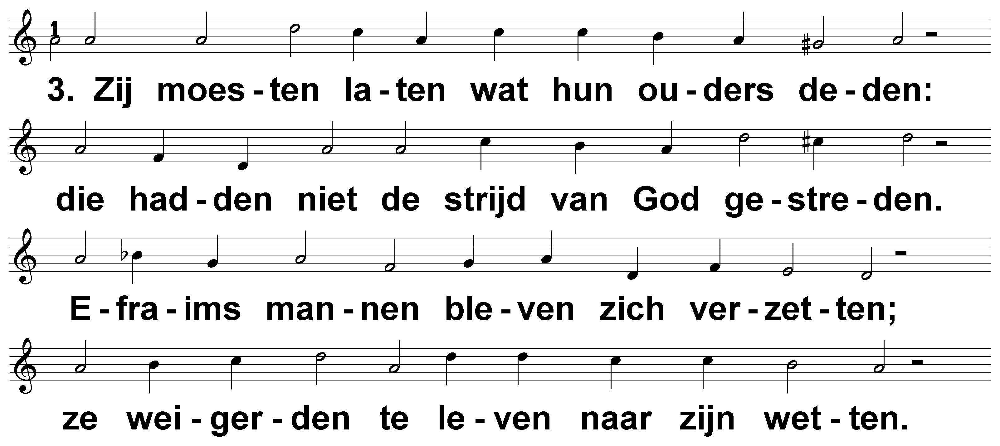 1
3. Zij moes - ten la - ten wat hun ou - ders de - den:
die had - den niet de strijd van God ge - stre - den.
E - fra - ims man - nen ble - ven zich ver - zet - ten;
ze wei - ger - den te le - ven naar zijn wet - ten.